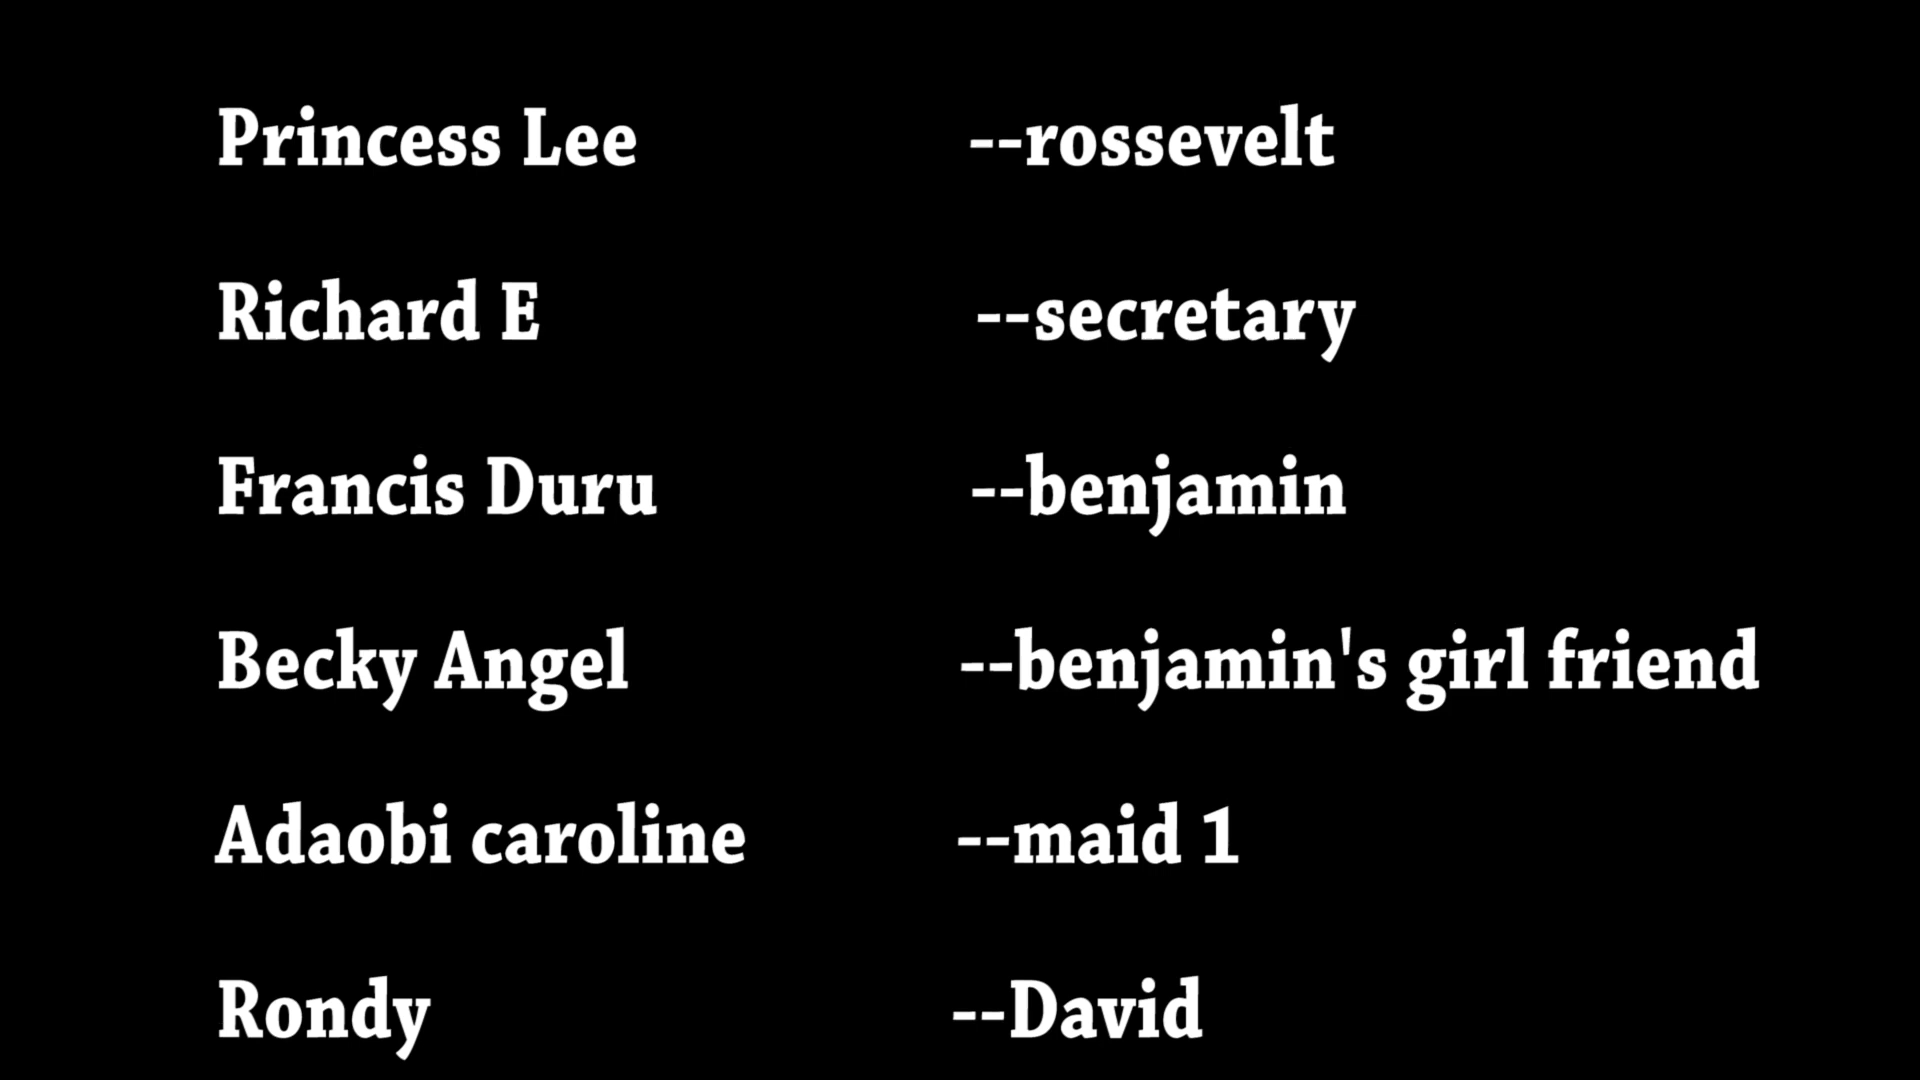 Princess Lee --rossevelt
Richard E --secretary
Francis Duru --benjamin
Becky Angel --benjamin's girl friend
Adaobi caroline --maid 1
Rondy --David